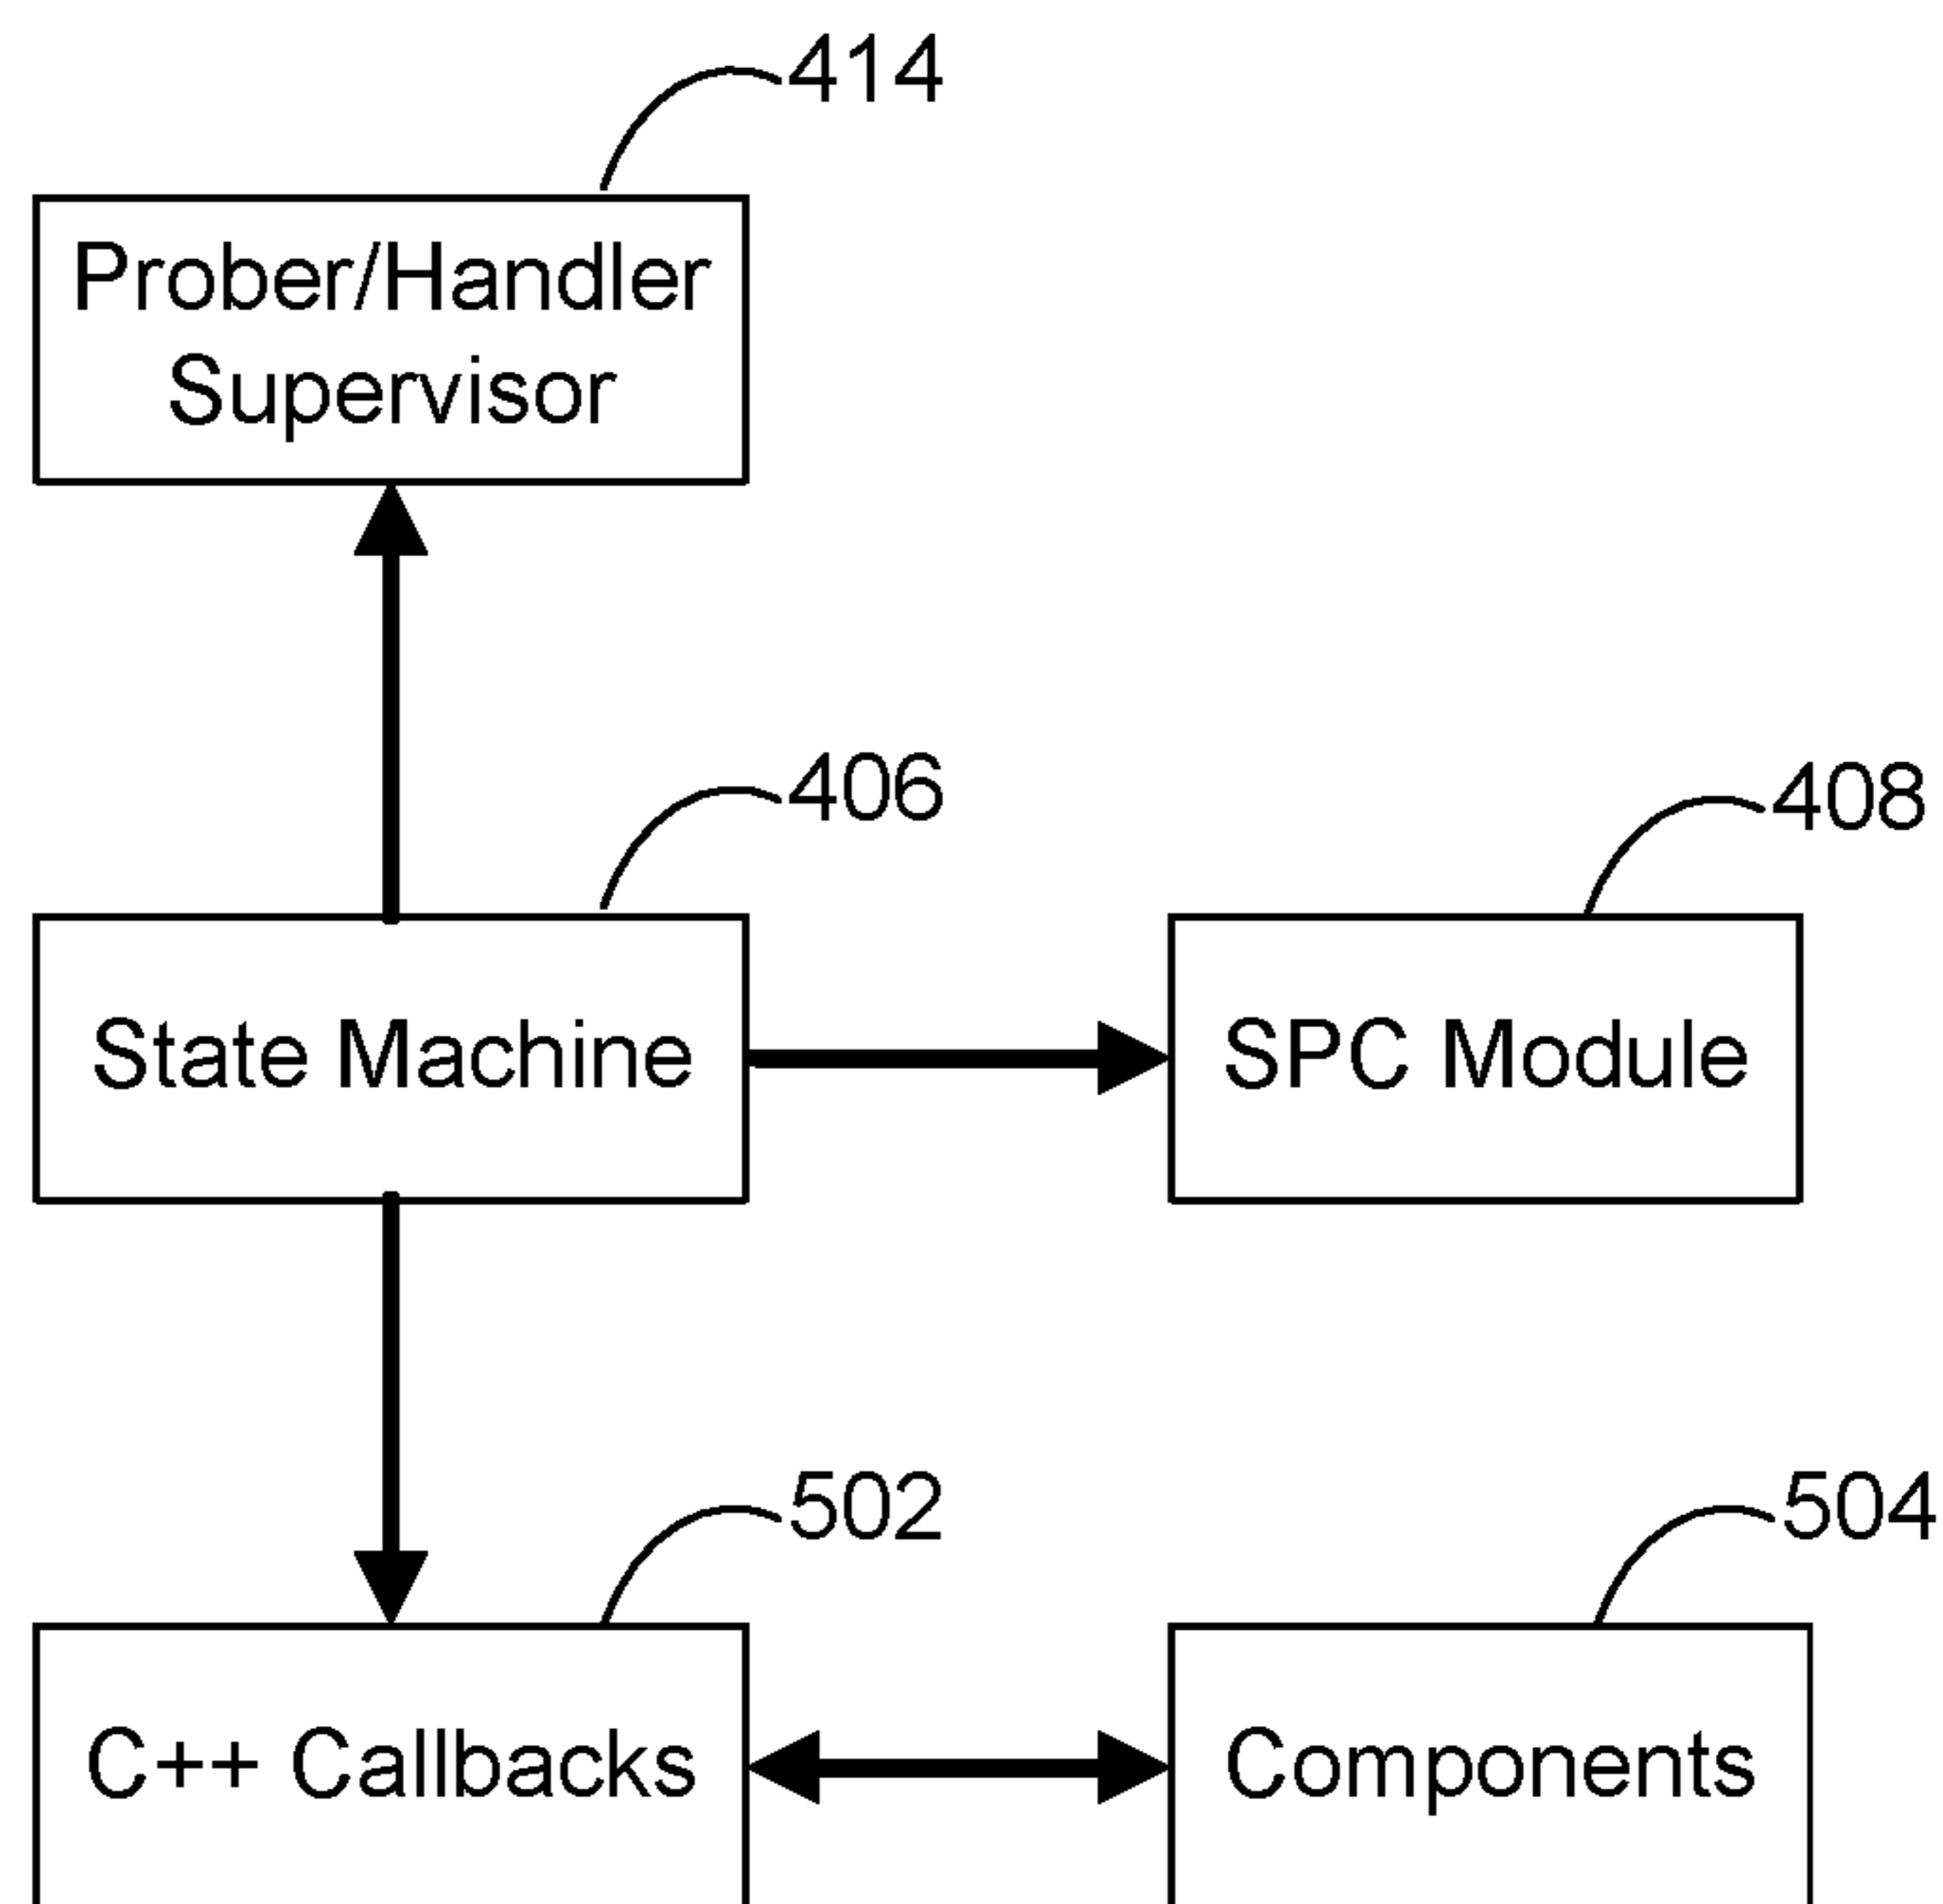 414
Prober/Handler
Supervisor
406
408
State Machine
SPC Module
502
504
C++ Callbacks
Components